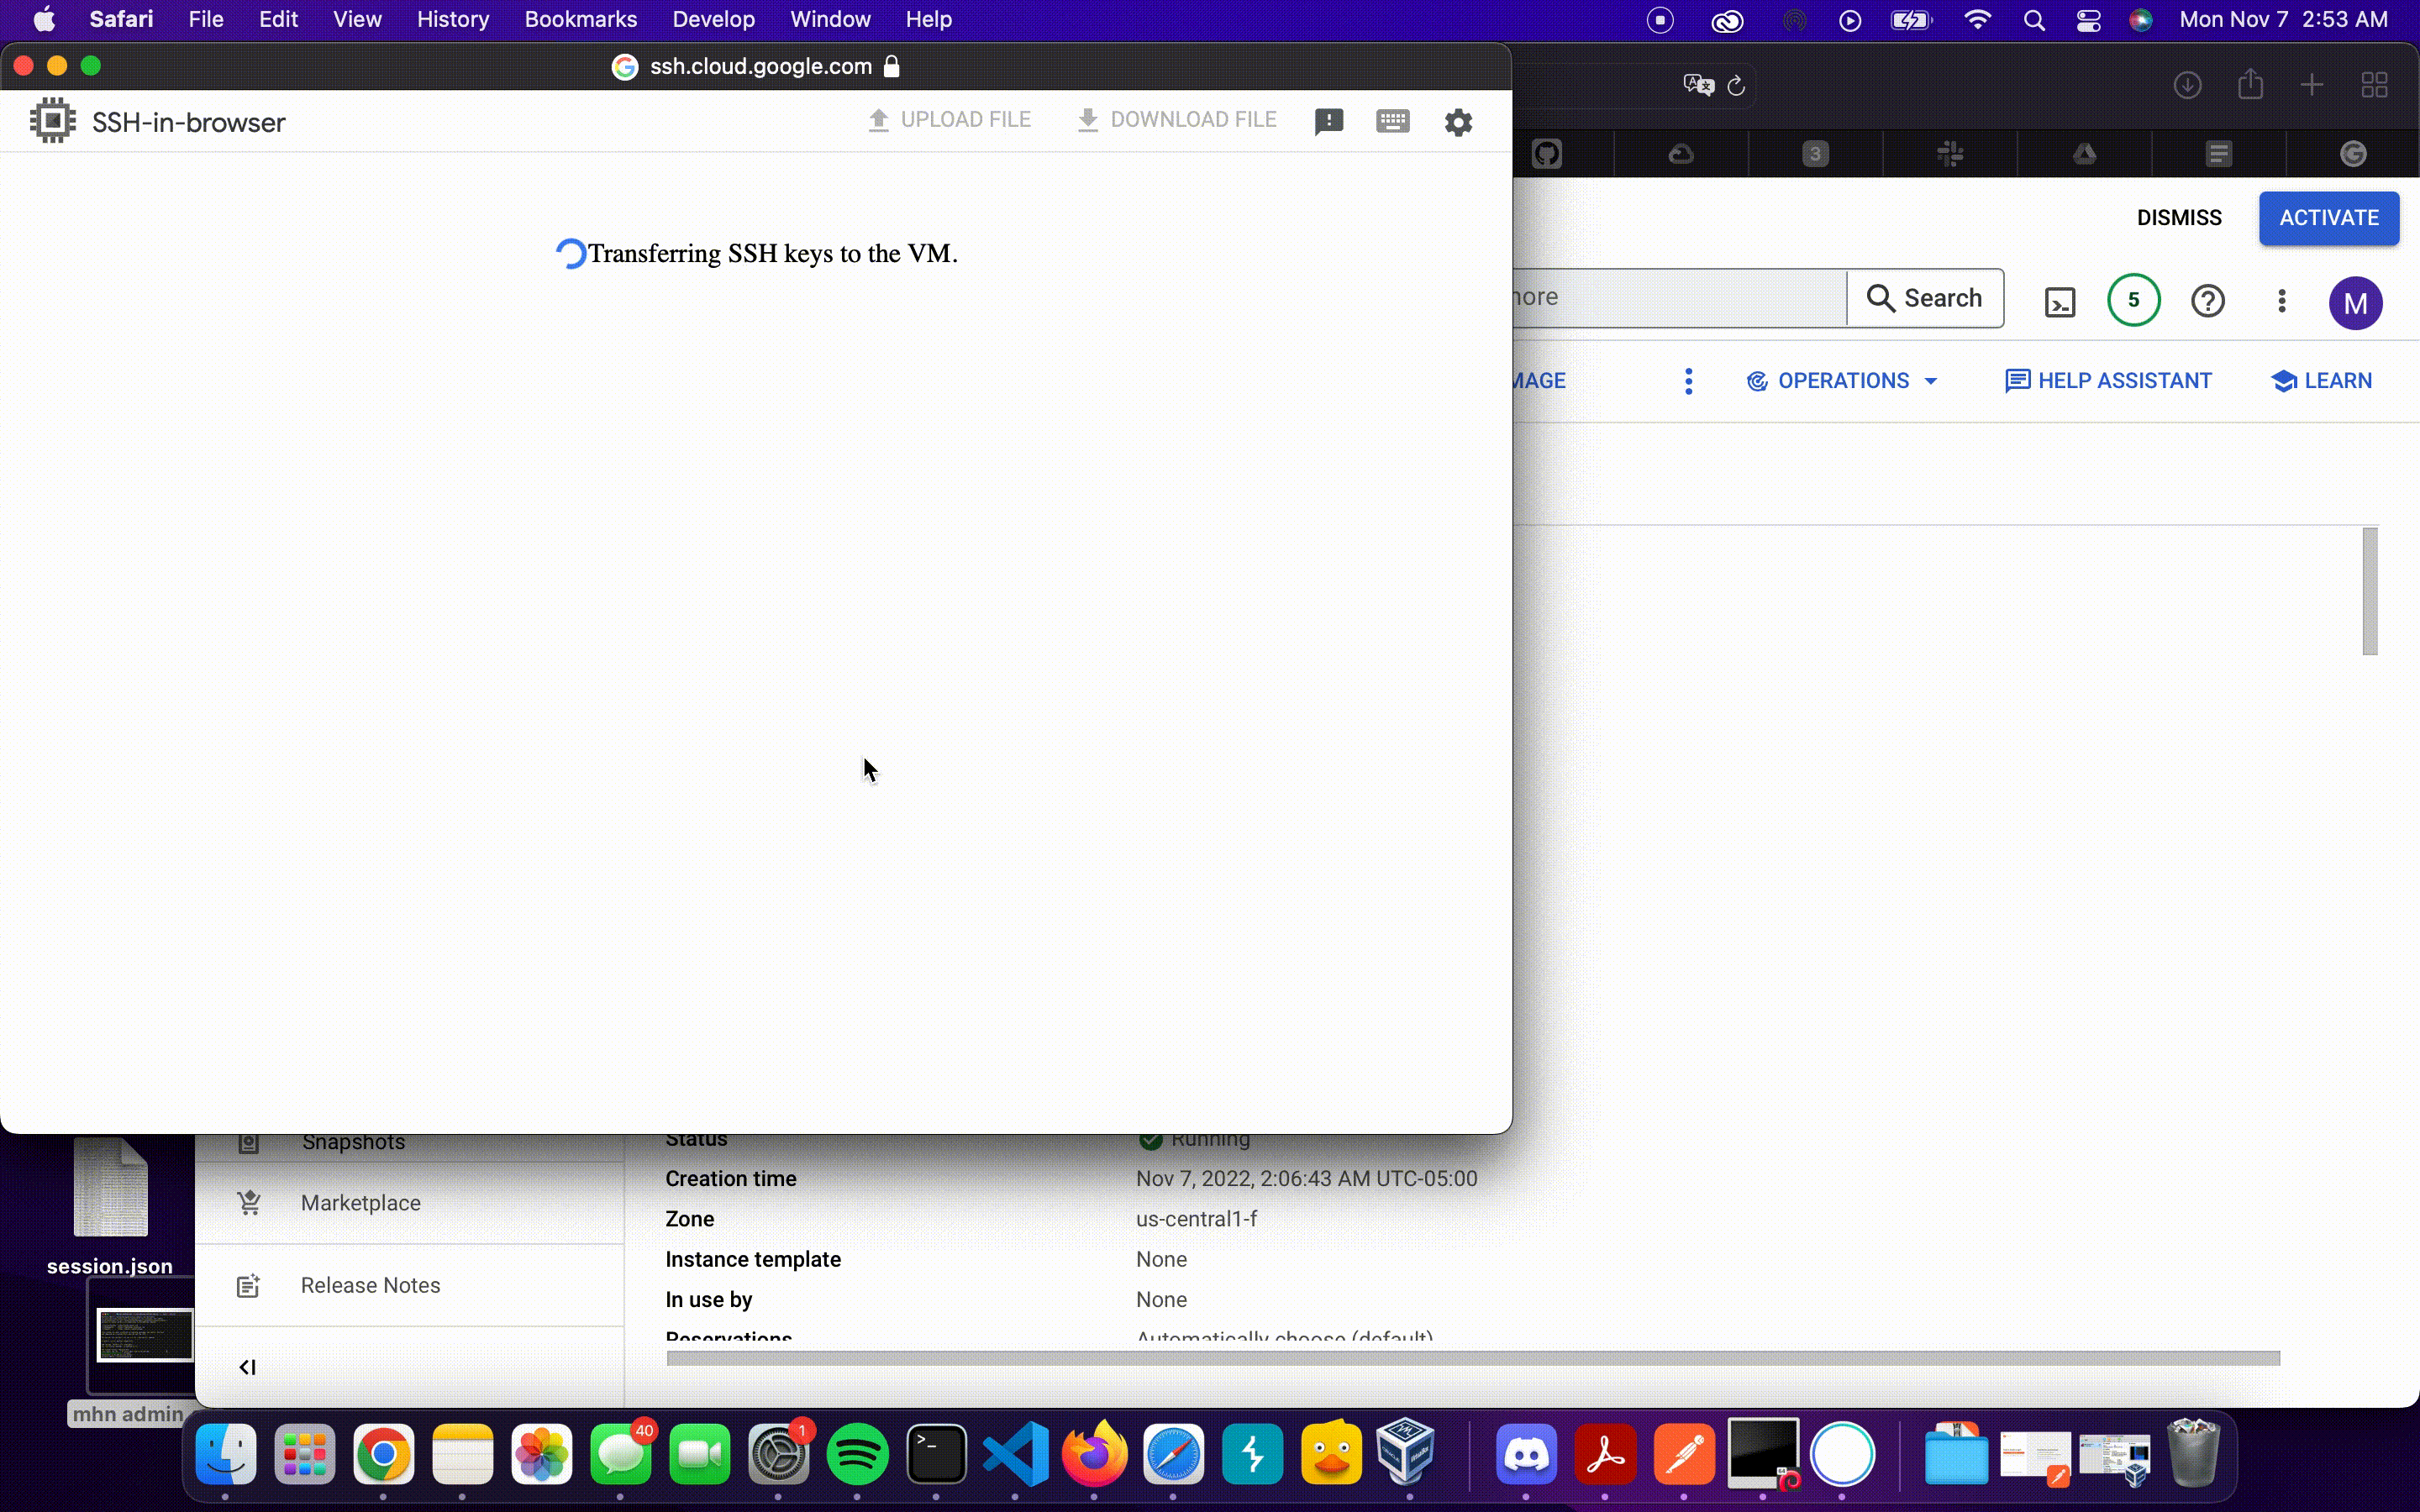 Safari File Edit View History Bookmarks Develop Window Help Mon Nov 7 2:53 AM
ssh.cloud.google.com
SSH-in-browser UPLOAD FILE DOWNLOAD FILE
3
Transferring SSH keys to the VM.
DISMISS ACTIVATE
more Search 5 M
MAGE OPERATIONS HELP ASSISTANT LEARN
Snapshots
Marketplace
Release Notes
Status Running
Creation time Nov 7, 2022, 2:06:43 AM UTC-05:00
Zone us-central1-f
Instance template None
In use by None
Reservations Automatically choose (default)
session.json
mhn admin
40
1